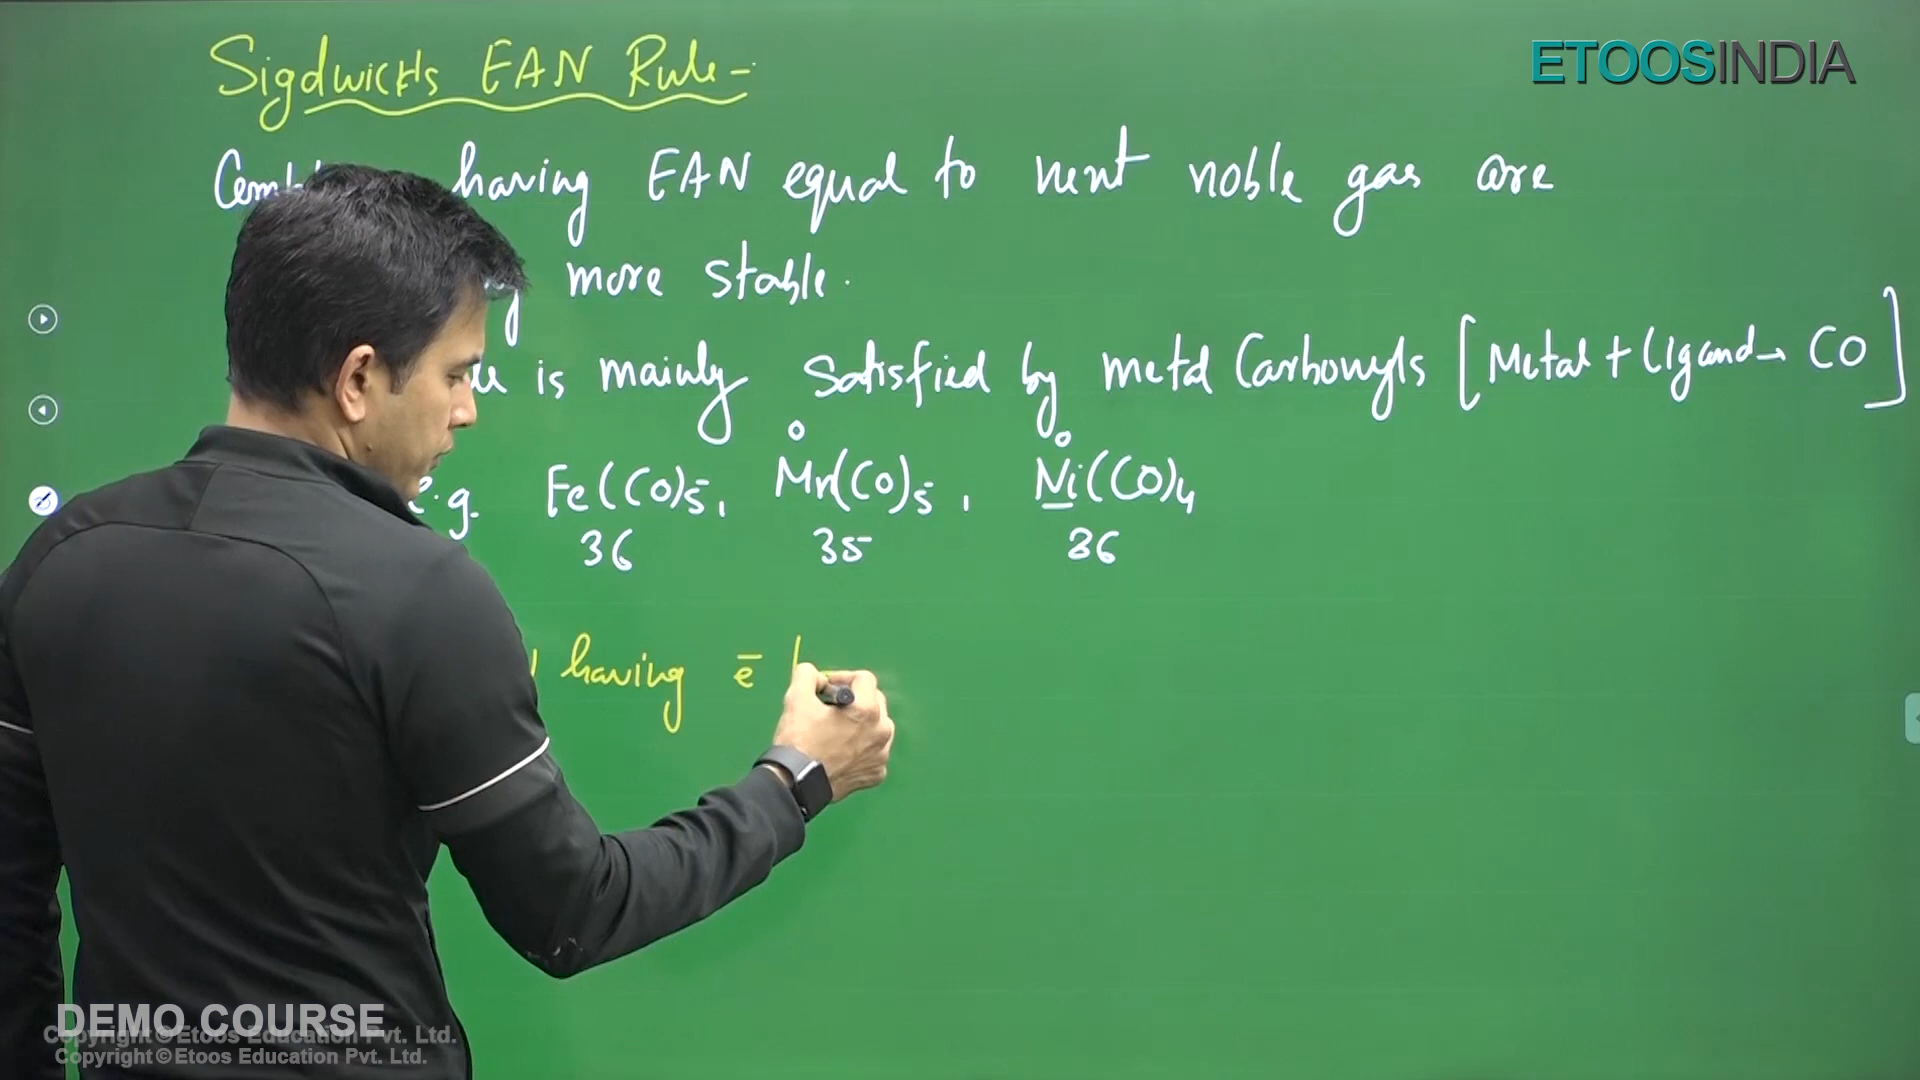 Sigdwick's EAN Rule-
ETOOSINDIA
having EAN equal to next noble gas are
more stable.
is mainly satisfied by metal Carbonyls [Metal + Ligand → CO]
e.g. Fe(CO)5, Mn(CO)5, Ni(CO)4
0 0
36 35 36
having e-
DEMO COURSE
Copyright © Etoos Education Pvt. Ltd.
Copyright © Etoos Education Pvt. Ltd.